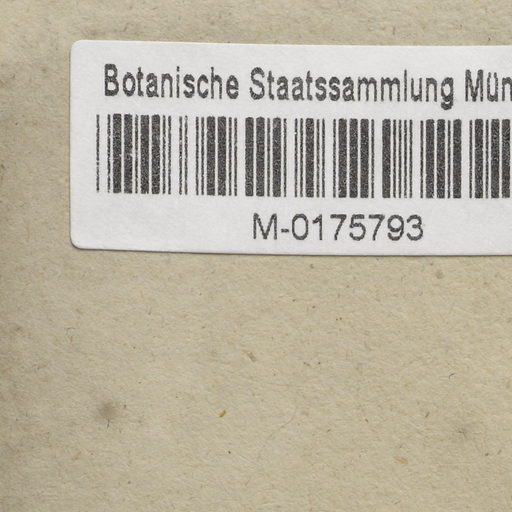 Botanische Staatssammlung Mün
M-0175793